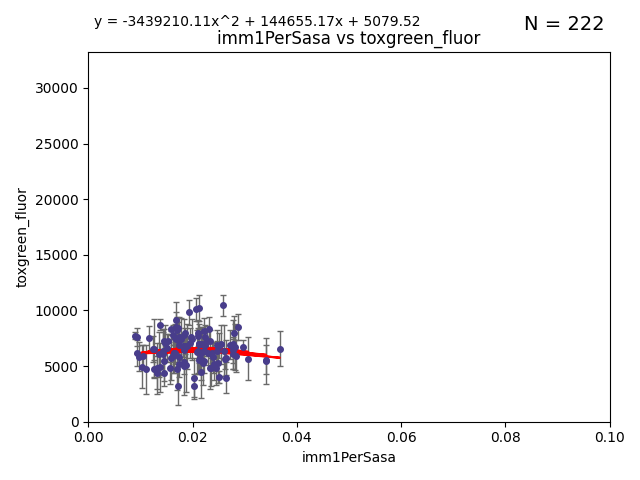 y = -3439210.11x^2 + 144655.17x + 5079.52
N = 222
imm1PerSasa vs toxgreen_fluor
30000
25000
20000
15000
10000
5000
0
toxgreen_fluor
0.00 0.02 0.04 0.06 0.08 0.10
imm1PerSasa